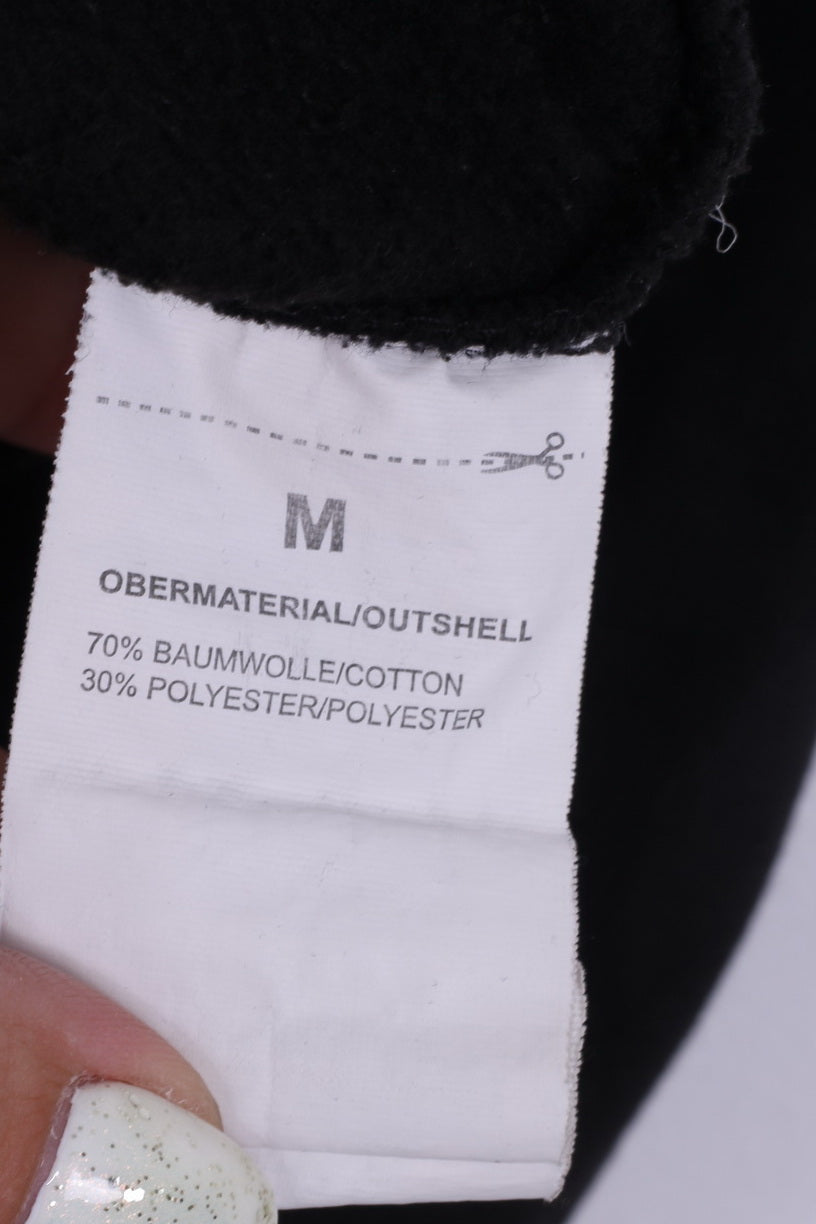 M
OBERMATERIAL/OUTSHELL
70% BAUMWOLLE/COTTON
30% POLYESTER/POLYESTER